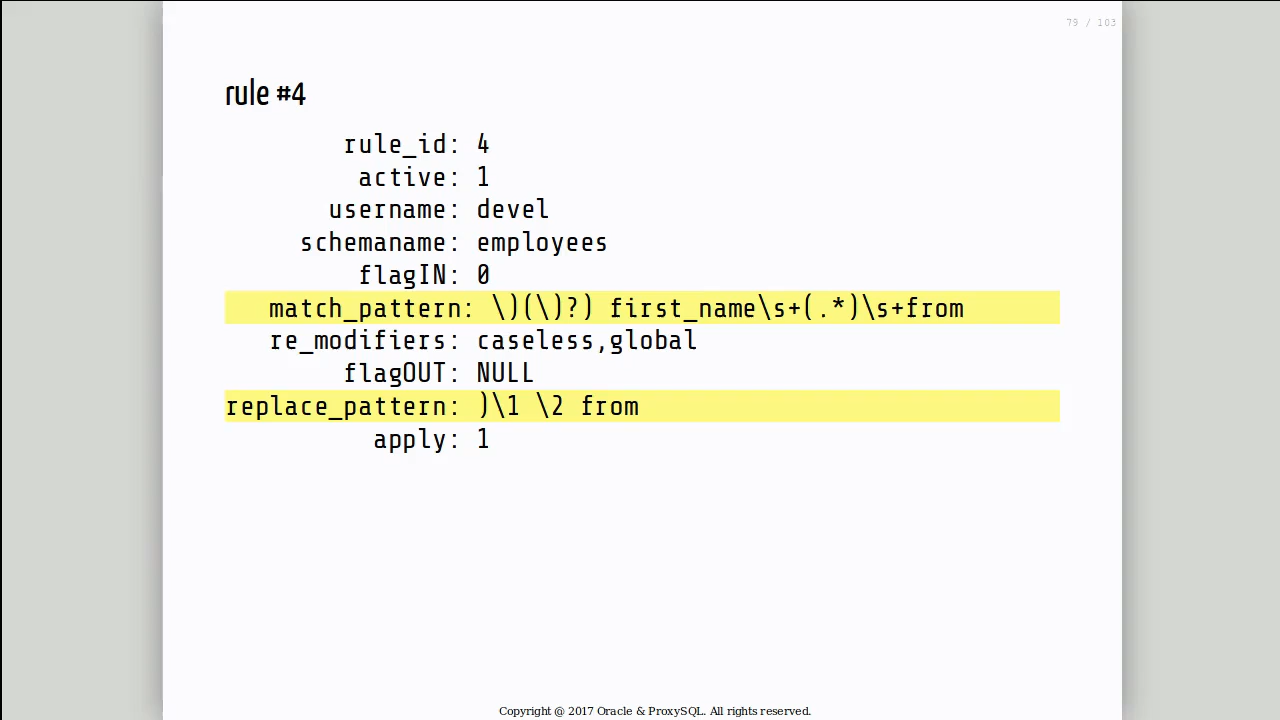 79 / 103
rule #4
rule_id: 4
active: 1
username: devel
schemaname: employees
flagIN: 0
match_pattern: \)(\)?) first_name\s+(.*)\s+from
re_modifiers: caseless,global
flagOUT: NULL
replace_pattern: )\1 \2 from
apply: 1
Copyright @ 2017 Oracle & ProxySQL. All rights reserved.